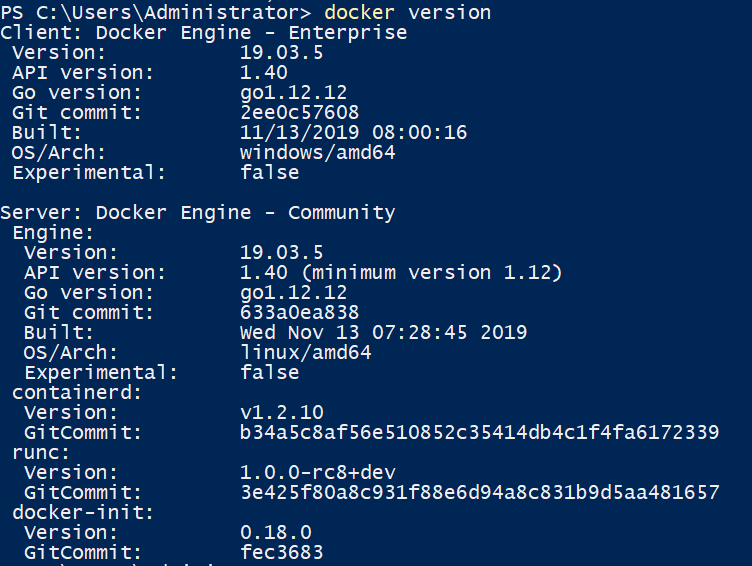 PS C:\Users\Administrator> docker version
Client: Docker Engine - Enterprise
 Version:           19.03.5
 API version:       1.40
 Go version:        go1.12.12
 Git commit:        2ee0c57608
 Built:             11/13/2019 08:00:16
 OS/Arch:           windows/amd64
 Experimental:      false

Server: Docker Engine - Community
 Engine:
  Version:          19.03.5
  API version:      1.40 (minimum version 1.12)
  Go version:       go1.12.12
  Git commit:       633a0ea838
  Built:            Wed Nov 13 07:28:45 2019
  OS/Arch:          linux/amd64
  Experimental:     false
 containerd:
  Version:          v1.2.10
  GitCommit:        b34a5c8af56e510852c35414db4c1f4fa6172339
 runc:
  Version:          1.0.0-rc8+dev
  GitCommit:        3e425f80a8c931f88e6d94a8c831b9d5aa481657
 docker-init:
  Version:          0.18.0
  GitCommit:        fec3683